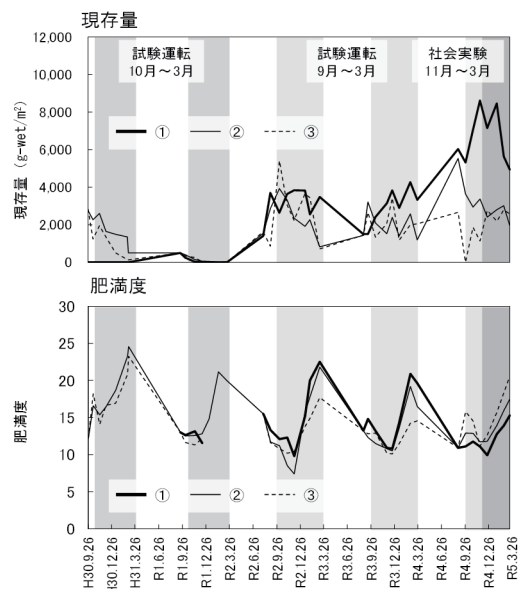 現存量
12,000
10,000
8,000
6,000
4,000
2,000
0
現存量 (g-wet/m²)
試験運転
10月～3月
試験運転
9月～3月
社会実験
11月～3月
① ② ③
肥満度
30
25
20
15
10
5
0
肥満度
① ② ③
H30.9.26
H30.12.26
H31.3.26
R1.6.26
R1.9.26
R1.12.26
R2.3.26
R2.6.26
R2.9.26
R2.12.26
R3.3.26
R3.6.26
R3.9.26
R3.12.26
R4.3.26
R4.6.26
R4.9.26
R4.12.26
R5.3.26